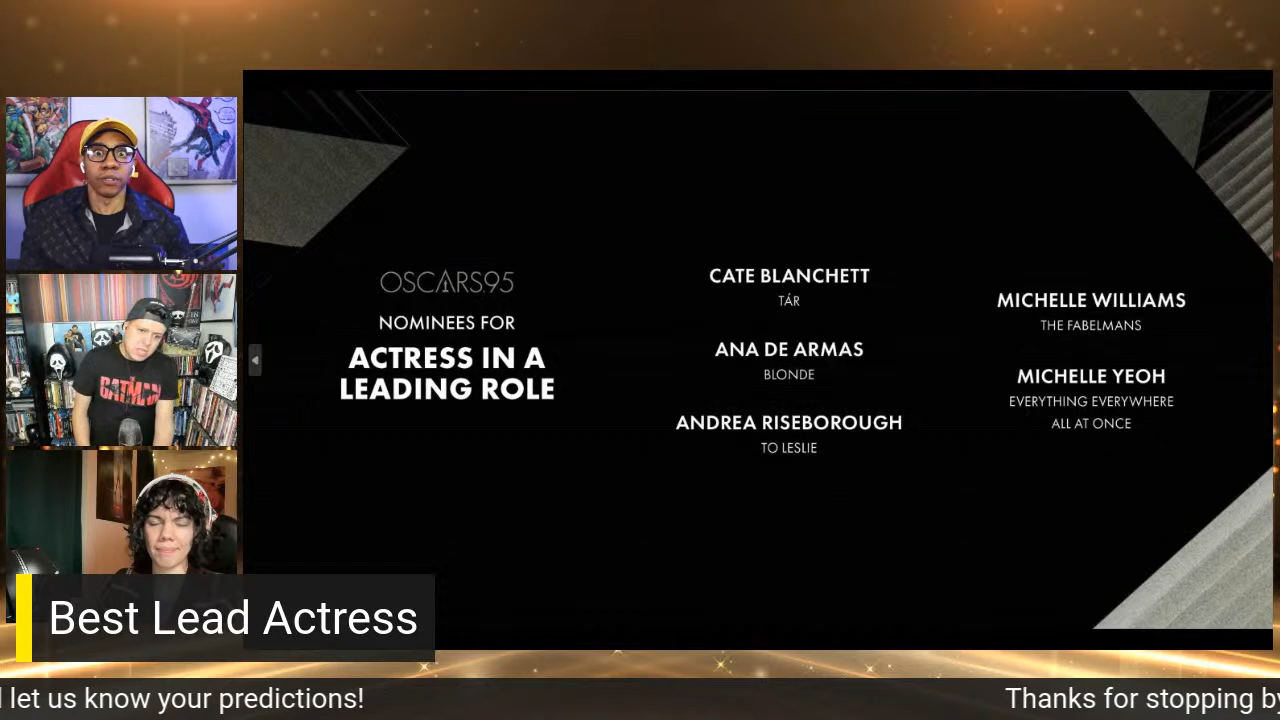 OSCARS95
NOMINEES FOR
ACTRESS IN A
LEADING ROLE
CATE BLANCHETT
TÁR
ANA DE ARMAS
BLONDE
ANDREA RISEBOROUGH
TO LESLIE
MICHELLE WILLIAMS
THE FABELMANS
MICHELLE YEOH
EVERYTHING EVERYWHERE
ALL AT ONCE
BATMAN
Best Lead Actress
let us know your predictions!
Thanks for stopping by